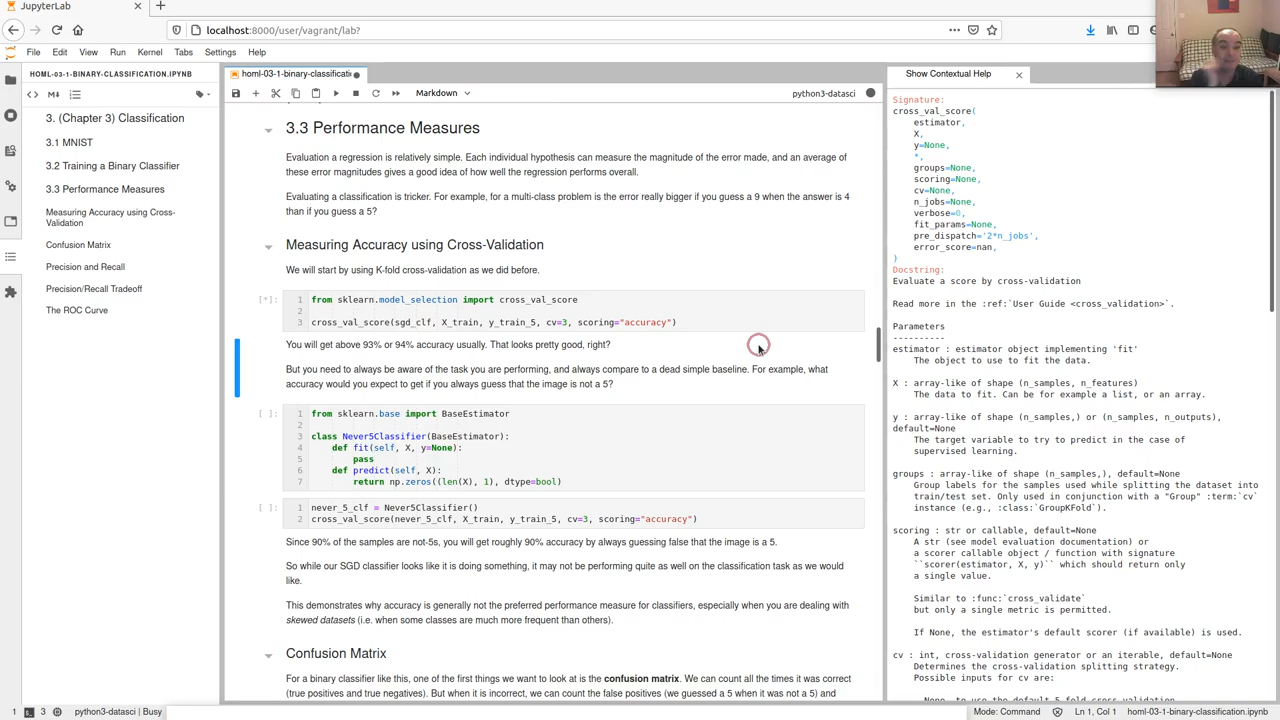 JupyterLab
localhost:8000/user/vagrant/lab?
File Edit View Run Kernel Tabs Settings Help
HOML-03-1-BINARY-CLASSIFICATION.IPYNB
3. (Chapter 3) Classification
3.1 MNIST
3.2 Training a Binary Classifier
3.3 Performance Measures
Measuring Accuracy using Cross-
Validation
Confusion Matrix
Precision and Recall
Precision/Recall Tradeoff
The ROC Curve
homl-03-1-binary-classificati
Markdown
python3-datasci
3.3 Performance Measures
Evaluation a regression is relatively simple. Each individual hypothesis can measure the magnitude of the error made, and an average of
these error magnitudes gives a good idea of how well the regression performs overall.
Evaluating a classification is tricker. For example, for a multi-class problem is the error really bigger if you guess a 9 when the answer is 4
than if you guess a 5?
Measuring Accuracy using Cross-Validation
We will start by using K-fold cross-validation as we did before.
[*]:
1 from sklearn.model_selection import cross_val_score
2
3 cross_val_score(sgd_clf, X_train, y_train_5, cv=3, scoring="accuracy")
You will get above 93% or 94% accuracy usually. That looks pretty good, right?
But you need to always be aware of the task you are performing, and always compare to a dead simple baseline. For example, what
accuracy would you expect to get if you always guess that the image is not a 5?
[ ]:
1 from sklearn.base import BaseEstimator
2
3 class Never5Classifier(BaseEstimator):
4     def fit(self, X, y=None):
5         pass
6     def predict(self, X):
7         return np.zeros((len(X), 1), dtype=bool)
[ ]:
1 never_5_clf = Never5Classifier()
2 cross_val_score(never_5_clf, X_train, y_train_5, cv=3, scoring="accuracy")
Since 90% of the samples are not-5s, you will get roughly 90% accuracy by always guessing false that the image is a 5.
So while our SGD classifier looks like it is doing something, it may not be performing quite as well on the classification task as we would
like.
This demonstrates why accuracy is generally not the preferred performance measure for classifiers, especially when you are dealing with
skewed datasets (i.e. when some classes are much more frequent than others).
Confusion Matrix
For a binary classifier like this, one of the first things we want to look at is the confusion matrix. We can count all the times it was correct
(true positives and true negatives). But when it is incorrect, we can count the false positives (we guessed a 5 when it was not a 5) and
Show Contextual Help
Signature:
cross_val_score(
    estimator,
    X,
    y=None,
    *,
    groups=None,
    scoring=None,
    cv=None,
    n_jobs=None,
    verbose=0,
    fit_params=None,
    pre_dispatch='2*n_jobs',
    error_score=nan,
)
Docstring:
Evaluate a score by cross-validation
Read more in the :ref:`User Guide <cross_validation>`.
Parameters
----------
estimator : estimator object implementing 'fit'
    The object to use to fit the data.
X : array-like of shape (n_samples, n_features)
    The data to fit. Can be for example a list, or an array.
y : array-like of shape (n_samples,) or (n_samples, n_outputs),
default=None
    The target variable to try to predict in the case of
    supervised learning.
groups : array-like of shape (n_samples,), default=None
    Group labels for the samples used while splitting the dataset into
    train/test set. Only used in conjunction with a "Group" :term:`cv`
    instance (e.g., :class:`GroupKFold`).
scoring : str or callable, default=None
    A str (see model evaluation documentation) or
    a scorer callable object / function with signature
    ``scorer(estimator, X, y)`` which should return only
    a single value.
    Similar to :func:`cross_validate`
    but only a single metric is permitted.
    If None, the estimator's default scorer (if available) is used.
cv : int, cross-validation generator or an iterable, default=None
    Determines the cross-validation splitting strategy.
    Possible inputs for cv are:
1 3 python3-datasci | Busy
Mode: Command Ln 1, Col 1 homl-03-1-binary-classification.ipynb